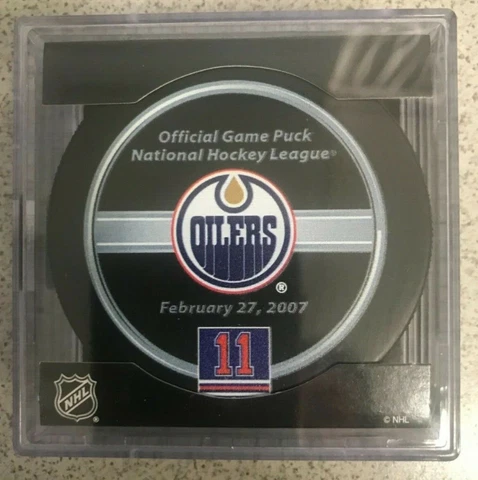 Official Game Puck
National Hockey League®
OILERS
®
February 27, 2007
11
NHL
®
© NHL